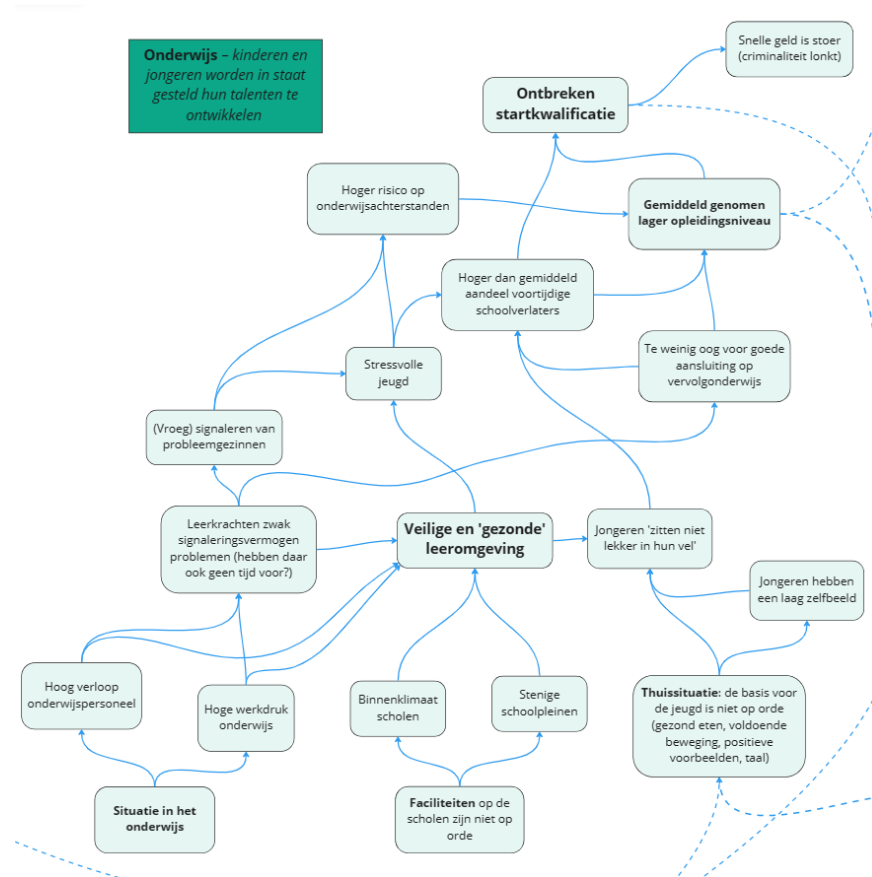 Onderwijs – kinderen en
jongeren worden in staat
gesteld hun talenten te
ontwikkelen
Snelle geld is stoer
(criminaliteit lonkt)
Ontbreken
startkwalificatie
Hoger risico op
onderwijsachterstanden
Gemiddeld genomen
lager opleidingsniveau
Hoger dan gemiddeld
aandeel voortijdige
schoolverlaters
Stressvolle
jeugd
Te weinig oog voor goede
aansluiting op
vervolgonderwijs
(Vroeg) signaleren van
probleemgezinnen
Leerkrachten zwak
signaleringsvermogen
problemen (hebben daar
ook geen tijd voor?)
Veilige en 'gezonde'
leeromgeving
Jongeren 'zitten niet
lekker in hun vel'
Jongeren hebben
een laag zelfbeeld
Hoog verloop
onderwijspersoneel
Hoge werkdruk
onderwijs
Binnenklimaat
scholen
Stenige
schoolpleinen
Thuissituatie: de basis voor
de jeugd is niet op orde
(gezond eten, voldoende
beweging, positieve
voorbeelden, taal)
Situatie in het
onderwijs
Faciliteiten op de
scholen zijn niet op
orde